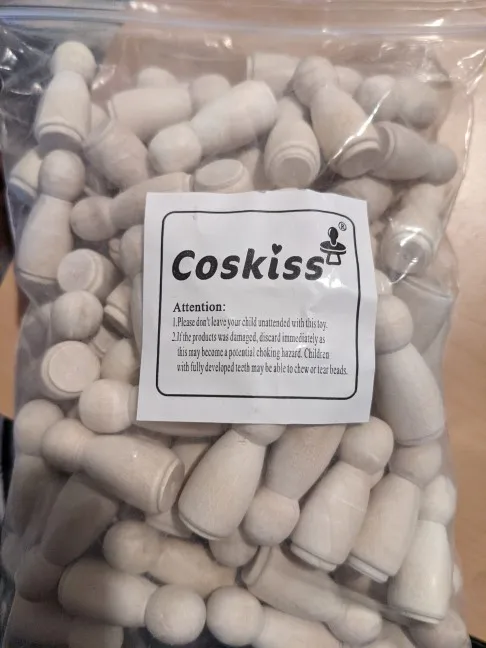 Coskiss®
Attention:
1.Please don't leave your child unattended with this toy.
2.If the products was damaged, discard immediately as
this may become a potential choking hazard. Children
with fully developed teeth may be able to chew or tear beads.